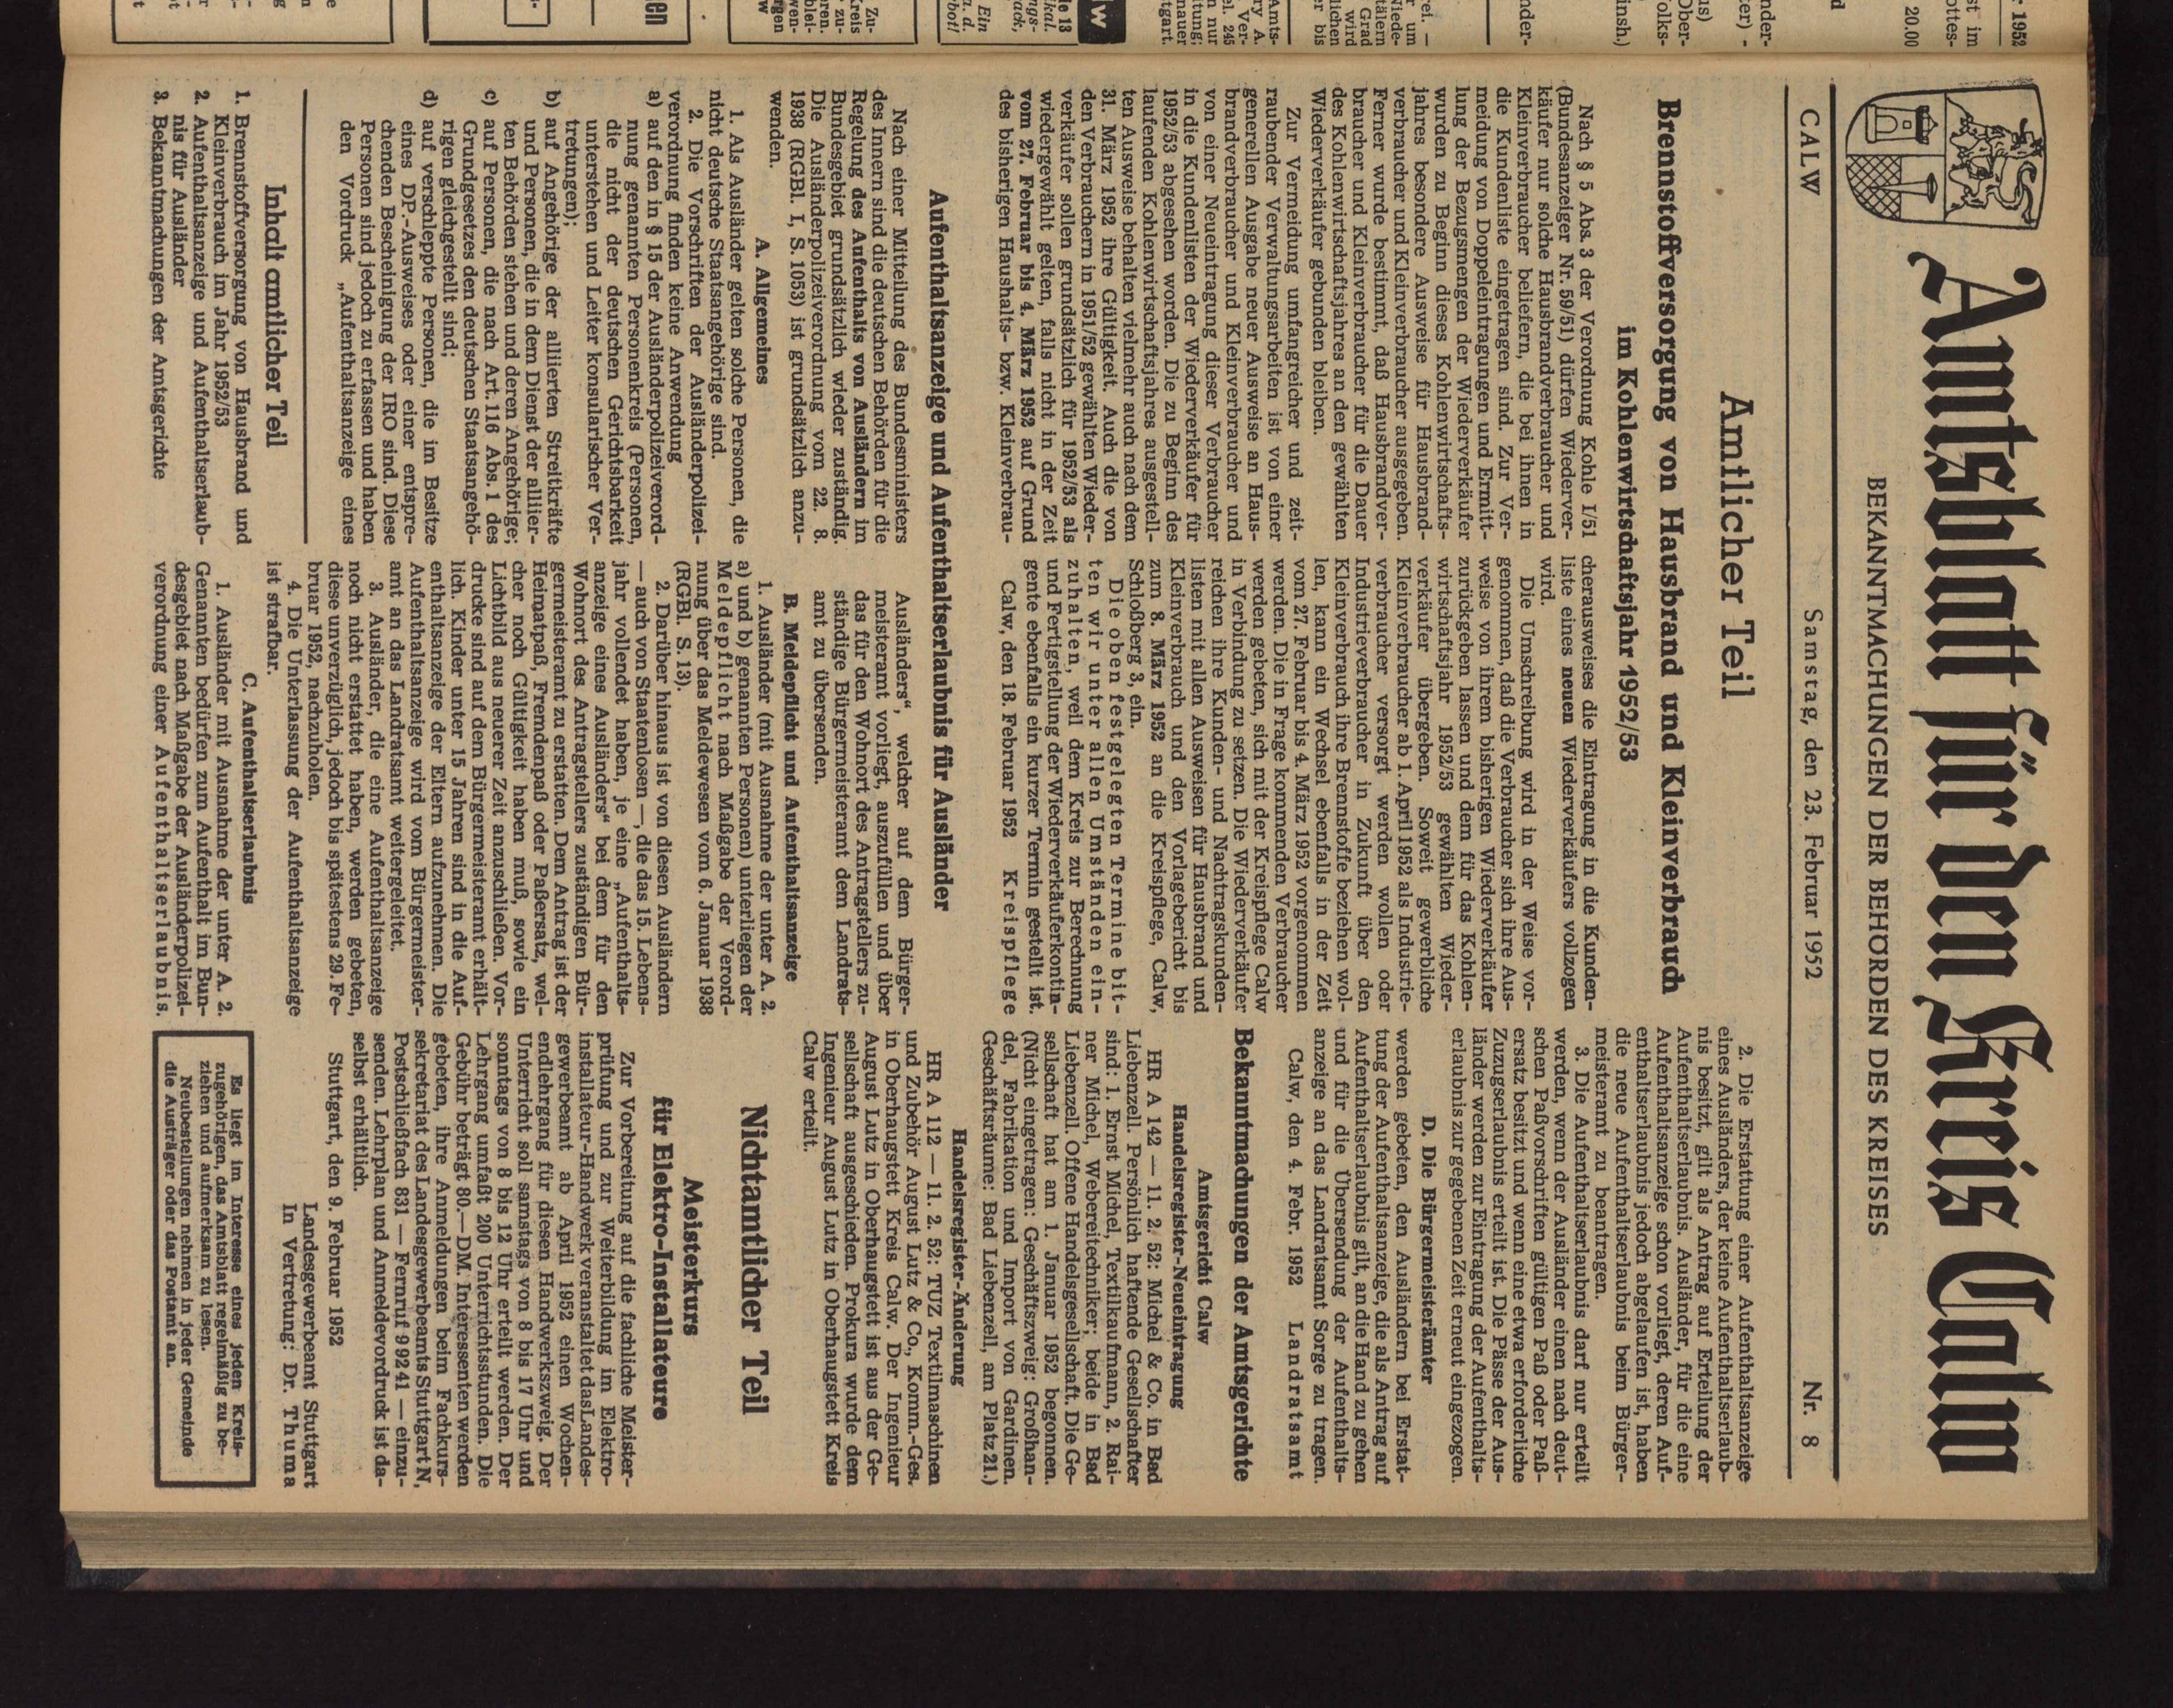 Amtsblatt für den Kreis Calw
BEKANNTMACHUNGEN DER BEHÖRDEN DES KREISES
CALW Samstag, den 23. Februar 1952 Nr. 8
Amtlicher Teil
Brennstoffversorgung von Hausbrand und Kleinverbrauch
im Kohlenwirtschaftsjahr 1952/53
Nach § 5 Abs. 3 der Verordnung Kohle I/51
(Bundesanzeiger Nr. 59/51) dürfen Wiederver-
käufer nur solche Hausbrandverbraucher und
Kleinverbraucher beliefern, die bei ihnen in
die Kundenliste eingetragen sind. Zur Ver-
meidung von Doppeleintragungen und Ermitt-
lung der Bezugsmengen der Wiederverkäufer
wurden zu Beginn dieses Kohlenwirtschafts-
jahres besondere Ausweise für Hausbrand-
verbraucher und Kleinverbraucher ausgegeben.
Ferner wurde bestimmt, daß Hausbrandver-
braucher und Kleinverbraucher für die Dauer
des Kohlenwirtschaftsjahres an den gewählten
Wiederverkäufer gebunden bleiben.
Zur Vermeidung umfangreicher und zeit-
raubender Verwaltungsarbeiten ist von einer
generellen Ausgabe neuer Ausweise an Haus-
brandverbraucher und Kleinverbraucher und
von einer Neueintragung dieser Verbraucher
in die Kundenlisten der Wiederverkäufer für
1952/53 abgesehen worden. Die zu Beginn des
laufenden Kohlenwirtschaftsjahres ausgestell-
ten Ausweise behalten vielmehr auch nach dem
31. März 1952 ihre Gültigkeit. Auch die von
den Verbrauchern in 1951/52 gewählten Wieder-
verkäufer sollen grundsätzlich für 1952/53 als
wiedergewählt gelten, falls nicht in der Zeit
vom 27. Februar bis 4. März 1952 auf Grund
des bisherigen Haushalts- bzw. Kleinverbrau-
cherausweises die Eintragung in die Kunden-
liste eines neuen Wiederverkäufers vollzogen
wird.
Die Umschreibung wird in der Weise vor-
genommen, daß die Verbraucher sich ihre Aus-
weise von ihrem bisherigen Wiederverkäufer
zurückgeben lassen und dem für das Kohlen-
wirtschaftsjahr 1952/53 gewählten Wieder-
verkäufer übergeben. Soweit gewerbliche
Kleinverbraucher ab 1. April 1952 als Industrie-
verbraucher versorgt werden wollen oder
Industrieverbraucher in Zukunft über den
Kleinverbrauch ihre Brennstoffe beziehen wol-
len, kann ein Wechsel ebenfalls in der Zeit
vom 27. Februar bis 4. März 1952 vorgenommen
werden. Die in Frage kommenden Verbraucher
werden gebeten, sich mit der Kreispflege Calw
in Verbindung zu setzen. Die Wiederverkäufer
reichen ihre Kunden- und Nachtragskunden-
listen mit allen Ausweisen für Hausbrand und
Kleinverbrauch und den Vorlagebericht bis
zum 8. März 1952 an die Kreispflege, Calw,
Schloßberg 3, ein.
Die oben festgelegten Termine bit-
ten wir unter allen Umständen ein-
zuhalten, weil dem Kreis zur Berechnung
und Fertigstellung der Wiederverkäuferkontin-
gente ebenfalls ein kurzer Termin gestellt ist.
Calw, den 18. Februar 1952 Kreispflege
Aufenthaltsanzeige und Aufenthaltserlaubnis für Ausländer
Nach einer Mitteilung des Bundesministers
des Innern sind die deutschen Behörden für die
Regelung des Aufenthalts von Ausländern im
Bundesgebiet grundsätzlich wieder zuständig.
Die Ausländerpolizeiverordnung vom 22. 8.
1938 (RGBl. I, S. 1053) ist grundsätzlich anzu-
wenden.
A. Allgemeines
1. Als Ausländer gelten solche Personen, die
nicht deutsche Staatsangehörige sind.
2. Die Vorschriften der Ausländerpolizei-
verordnung finden keine Anwendung
a) auf den in § 15 der Ausländerpolizeiverord-
nung genannten Personenkreis (Personen,
die nicht der deutschen Gerichtsbarkeit
unterstehen und Leiter konsularischer Ver-
tretungen);
b) auf Angehörige der alliierten Streitkräfte
und Personen, die in dem Dienst der alliier-
ten Behörden stehen und deren Angehörige;
c) auf Personen, die nach Art. 116 Abs. 1 des
Grundgesetzes den deutschen Staatsangehö-
rigen gleichgestellt sind;
d) auf verschleppte Personen, die im Besitze
eines DP.-Ausweises oder einer entspre-
chenden Bescheinigung der IRO sind. Diese
Personen sind jedoch zu erfassen und haben
den Vordruck „Aufenthaltsanzeige eines
Inhalt amtlicher Teil
1. Brennstoffversorgung von Hausbrand und
Kleinverbrauch im Jahr 1952/53
2. Aufenthaltsanzeige und Aufenthaltserlaub-
nis für Ausländer
3. Bekanntmachungen der Amtsgerichte
Ausländers“, welcher auf dem Bürger-
meisteramt vorliegt, auszufüllen und über
das für den Wohnort des Antragstellers zu-
ständige Bürgermeisteramt dem Landrats-
amt zu übersenden.
B. Meldepflicht und Aufenthaltsanzeige
1. Ausländer (mit Ausnahme der unter A. 2.
a) und b) genannten Personen) unterliegen der
Meldepflicht nach Maßgabe der Verord-
nung über das Meldewesen vom 6. Januar 1938
(RGBl. S. 13).
2. Darüber hinaus ist von diesen Ausländern
— auch von Staatenlosen —, die das 15. Lebens-
jahr vollendet haben, je eine „Aufenthalts-
anzeige eines Ausländers“ bei dem für den
Wohnort des Antragstellers zuständigen Bür-
germeisteramt zu erstatten. Dem Antrag ist der
Heimatpaß, Fremdenpaß oder Paßersatz, wel-
cher noch Gültigkeit haben muß, sowie ein
Lichtbild aus neuerer Zeit anzuschließen. Vor-
drucke sind auf dem Bürgermeisteramt erhält-
lich. Kinder unter 15 Jahren sind in die Auf-
enthaltsanzeige der Eltern aufzunehmen. Die
Aufenthaltsanzeige wird vom Bürgermeister-
amt an das Landratsamt weitergeleitet.
3. Ausländer, die eine Aufenthaltsanzeige
noch nicht erstattet haben, werden gebeten,
diese unverzüglich, jedoch bis spätestens 29. Fe-
bruar 1952, nachzuholen.
4. Die Unterlassung der Aufenthaltsanzeige
ist strafbar.
C. Aufenthaltserlaubnis
1. Ausländer mit Ausnahme der unter A. 2.
Genannten bedürfen zum Aufenthalt im Bun-
desgebiet nach Maßgabe der Ausländerpolizei-
verordnung einer Aufenthaltserlaubnis.
2. Die Erstattung einer Aufenthaltsanzeige
eines Ausländers, der keine Aufenthaltserlaub-
nis besitzt, gilt als Antrag auf Erteilung der
Aufenthaltserlaubnis. Ausländer, für die eine
Aufenthaltsanzeige schon vorliegt, deren Auf-
enthaltserlaubnis jedoch abgelaufen ist, haben
die neue Aufenthaltserlaubnis beim Bürger-
meisteramt zu beantragen.
3. Die Aufenthaltserlaubnis darf nur erteilt
werden, wenn der Ausländer einen nach deut-
schen Paßvorschriften gültigen Paß oder Paß-
ersatz besitzt und wenn eine etwa erforderliche
Zuzugserlaubnis erteilt ist. Die Pässe der Aus-
länder werden zur Eintragung der Aufenthalts-
erlaubnis zur gegebenen Zeit erneut eingezogen.
D. Die Bürgermeisterämter
werden gebeten, den Ausländern bei Erstat-
tung der Aufenthaltsanzeige, die als Antrag auf
Aufenthaltserlaubnis gilt, an die Hand zu gehen
und für die Übersendung der Aufenthalts-
anzeige an das Landratsamt Sorge zu tragen.
Calw, den 4. Febr. 1952 Landratsamt
Bekanntmachungen der Amtsgerichte
Amtsgericht Calw
Handelsregister-Neueintragung
HR A 142 — 11. 2. 52: Michel & Co. in Bad
Liebenzell. Persönlich haftende Gesellschafter
sind: 1. Ernst Michel, Textilkaufmann, 2. Rai-
ner Michel, Webereitechniker; beide in Bad
Liebenzell. Offene Handelsgesellschaft. Die Ge-
sellschaft hat am 1. Januar 1952 begonnen.
(Nicht eingetragen: Geschäftszweig: Großhan-
del, Fabrikation und Import von Gardinen.
Geschäftsräume: Bad Liebenzell, am Platz 21.)
Handelsregister-Änderung
HR A 112 — 11. 2. 52: TUZ Textilmaschinen
und Zubehör August Lutz & Co., Komm.-Ges.
in Oberhaugstett Kreis Calw. Der Ingenieur
August Lutz in Oberhaugstett ist aus der Ge-
sellschaft ausgeschieden. Prokura wurde dem
Ingenieur August Lutz in Oberhaugstett Kreis
Calw erteilt.
Nichtamtlicher Teil
Meisterkurs
für Elektro-Installateure
Zur Vorbereitung auf die fachliche Meister-
prüfung und zur Weiterbildung im Elektro-
installateur-Handwerk veranstaltet das Landes-
gewerbeamt ab April 1952 einen Wochen-
endlehrgang für diesen Handwerkszweig. Der
Unterricht soll samstags von 8 bis 17 Uhr und
sonntags von 8 bis 12 Uhr erteilt werden. Der
Lehrgang umfaßt 200 Unterrichtsstunden. Die
Gebühr beträgt 80.— DM. Interessenten werden
gebeten, ihre Anmeldungen beim Fachkurs-
sekretariat des Landesgewerbeamts Stuttgart N,
Postschließfach 831 — Fernruf 9 92 41 — einzu-
senden. Lehrplan und Anmeldevordruck ist da-
selbst erhältlich.
Stuttgart, den 9. Februar 1952
Landesgewerbeamt Stuttgart
In Vertretung: Dr. Thuma
Es liegt im Interesse eines jeden Kreis-
zugehörigen, das Amtsblatt regelmäßig zu be-
ziehen und aufmerksam zu lesen.
Neubestellungen nehmen in jeder Gemeinde
die Austräger oder das Postamt an.